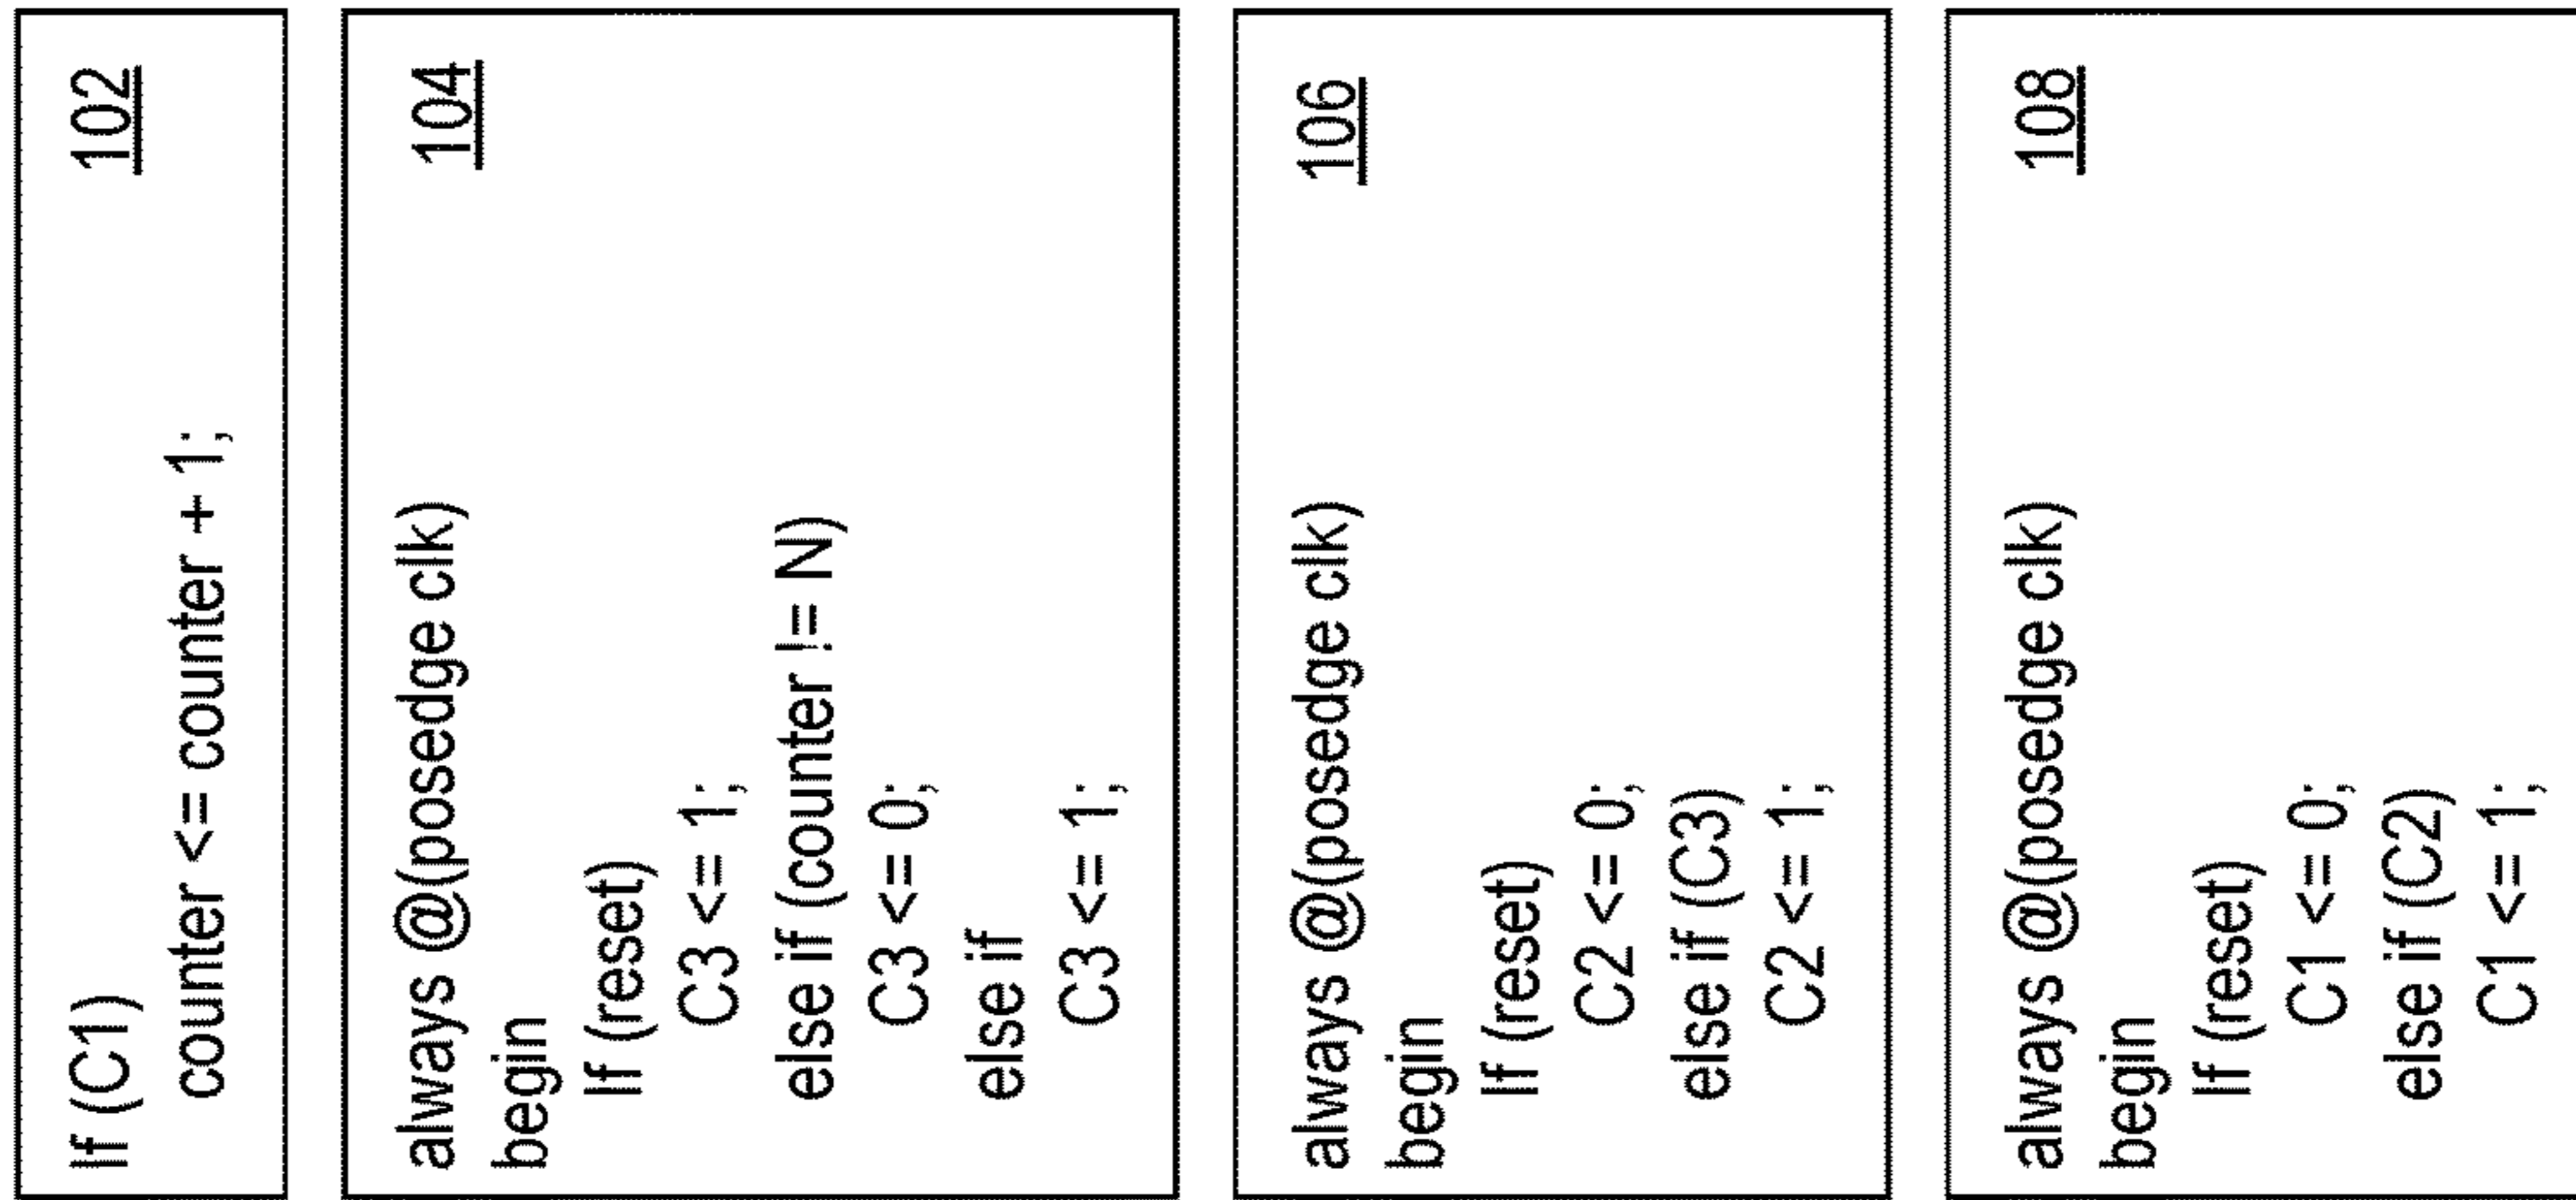 If (C1) 102
counter <= counter + 1;
always @(posedge clk) 104
begin
If (reset)
C3 <= 1;
else if (counter != N)
C3 <= 0;
else if
C3 <= 1;
always @(posedge clk) 106
begin
If (reset)
C2 <= 0;
else if (C3)
C2 <= 1;
always @(posedge clk) 108
begin
If (reset)
C1 <= 0;
else if (C2)
C1 <= 1;